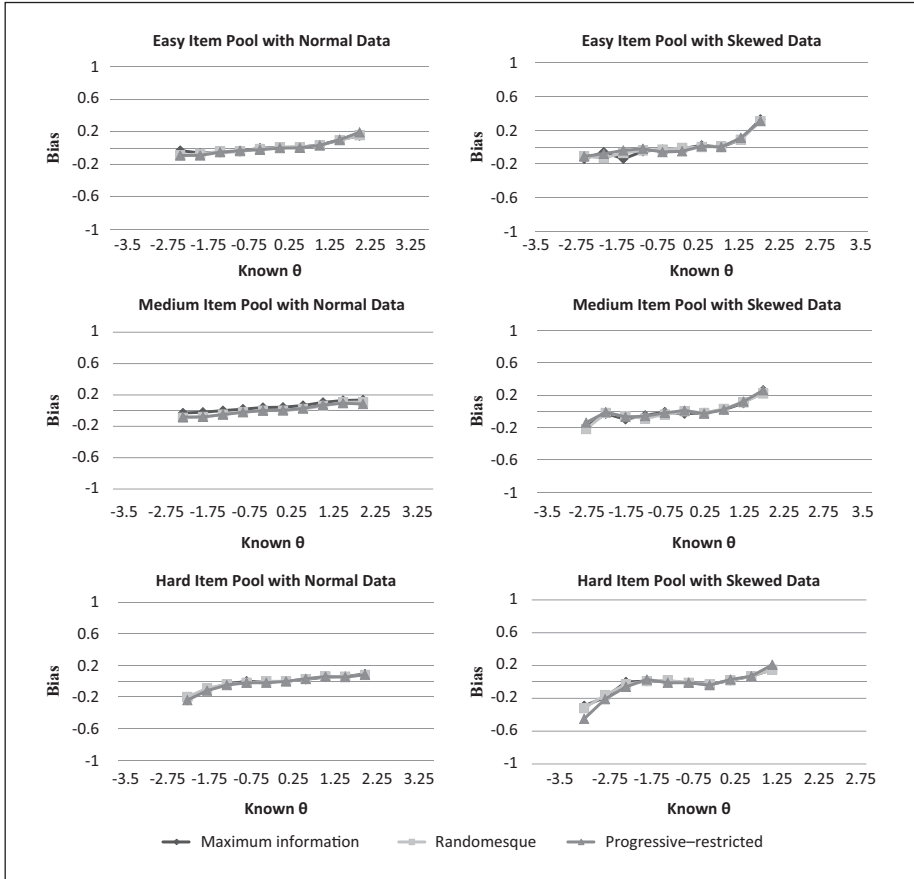 Easy Item Pool with Normal Data
1
0.6
0.2
-0.2
-0.6
-1
Bias
-3.5 -2.75 -1.75 -0.75 0.25 1.25 2.25 3.25
Known θ
Easy Item Pool with Skewed Data
1
0.6
0.2
-0.2
-0.6
-1
Bias
-3.5 -2.75 -1.75 -0.75 0.25 1.25 2.25 2.75 3.5
Known θ
Medium Item Pool with Normal Data
1
0.6
0.2
-0.2
-0.6
-1
Bias
-3.5 -2.75 -1.75 -0.75 0.25 1.25 2.25 3.25
Known θ
Medium Item Pool with Skewed Data
1
0.6
0.2
-0.2
-0.6
-1
Bias
-3.5 -2.75 -1.75 -0.75 0.25 1.25 2.75 3.5
Known θ
Hard Item Pool with Normal Data
1
0.6
0.2
-0.2
-0.6
-1
Bias
-3.5 -2.75 -1.75 -0.75 0.25 1.25 2.25 3.25
Known θ
Hard Item Pool with Skewed Data
1
0.6
0.2
-0.2
-0.6
-1
Bias
-3.5 -2.75 -1.75 -0.75 0.25 1.25 2.25 2.75
Known θ
Maximum information Randomesque Progressive–restricted